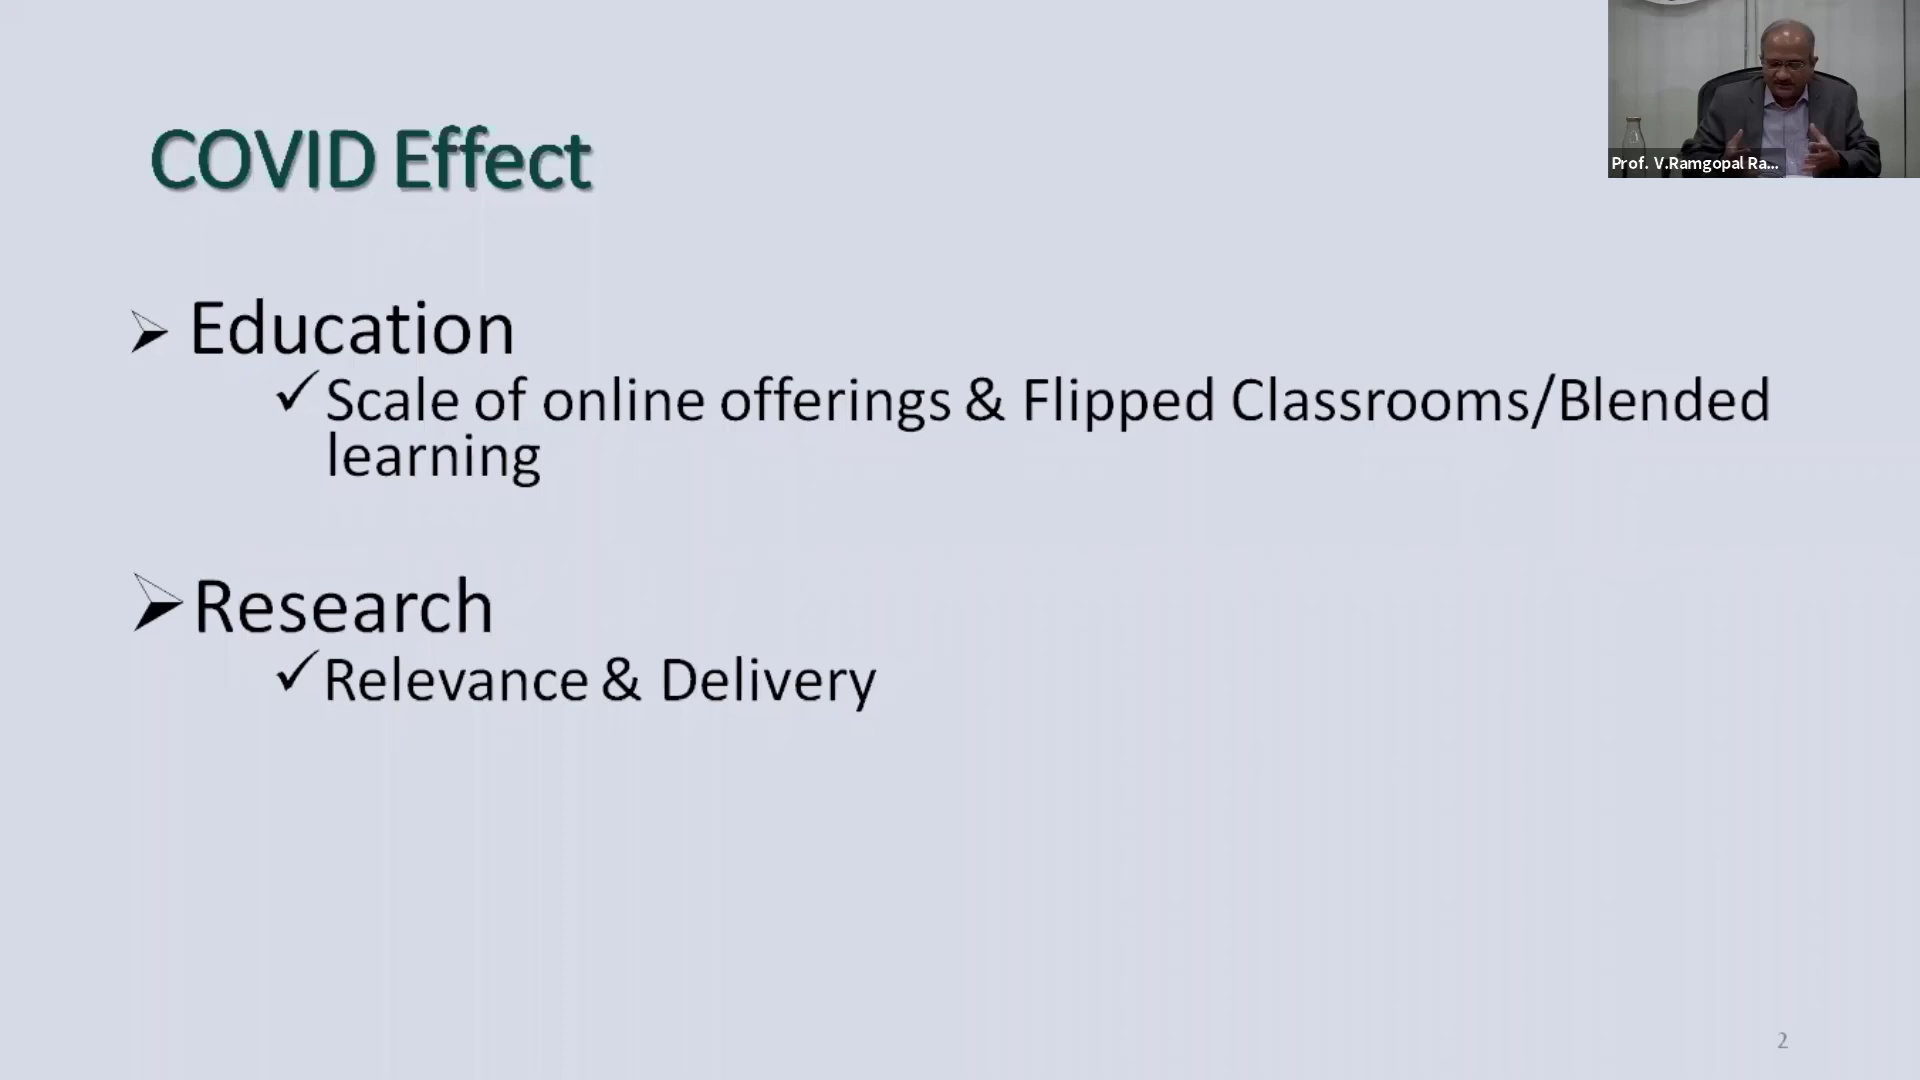 COVID Effect
Prof. V.Ramgopal Ra...
Education
Scale of online offerings & Flipped Classrooms/Blended
learning
Research
Relevance & Delivery
2